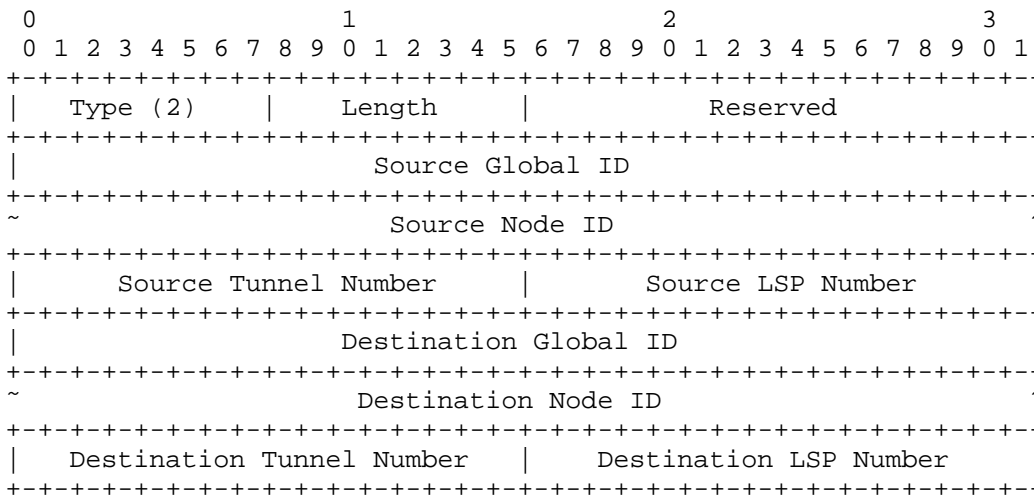 0                   1                   2                   3
 0 1 2 3 4 5 6 7 8 9 0 1 2 3 4 5 6 7 8 9 0 1 2 3 4 5 6 7 8 9 0 1
+-+-+-+-+-+-+-+-+-+-+-+-+-+-+-+-+-+-+-+-+-+-+-+-+-+-+-+-+-+-+-+-
|   Type (2)    |    Length     |           Reserved
+-+-+-+-+-+-+-+-+-+-+-+-+-+-+-+-+-+-+-+-+-+-+-+-+-+-+-+-+-+-+-+-
|                      Source Global ID
+-+-+-+-+-+-+-+-+-+-+-+-+-+-+-+-+-+-+-+-+-+-+-+-+-+-+-+-+-+-+-+-
~                       Source Node ID                          ~
+-+-+-+-+-+-+-+-+-+-+-+-+-+-+-+-+-+-+-+-+-+-+-+-+-+-+-+-+-+-+-+-
|      Source Tunnel Number     |       Source LSP Number
+-+-+-+-+-+-+-+-+-+-+-+-+-+-+-+-+-+-+-+-+-+-+-+-+-+-+-+-+-+-+-+-
|                    Destination Global ID
+-+-+-+-+-+-+-+-+-+-+-+-+-+-+-+-+-+-+-+-+-+-+-+-+-+-+-+-+-+-+-+-
~                     Destination Node ID                       ~
+-+-+-+-+-+-+-+-+-+-+-+-+-+-+-+-+-+-+-+-+-+-+-+-+-+-+-+-+-+-+-+-
|   Destination Tunnel Number   |    Destination LSP Number
+-+-+-+-+-+-+-+-+-+-+-+-+-+-+-+-+-+-+-+-+-+-+-+-+-+-+-+-+-+-+-+-